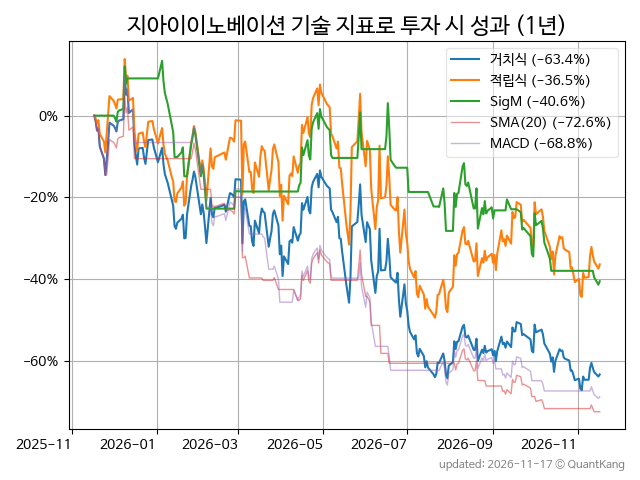 지아이이노베이션 기술 지표로 투자 시 성과 (1년)
거치식 (−63.4%)
적립식 (−36.5%)
SigM (−40.6%)
SMA(20) (−72.6%)
MACD (−68.8%)
0%
−20%
−40%
−60%
2025-11 2026-01 2026-03 2026-05 2026-07 2026-09 2026-11
updated: 2026-11-17 © QuantKang